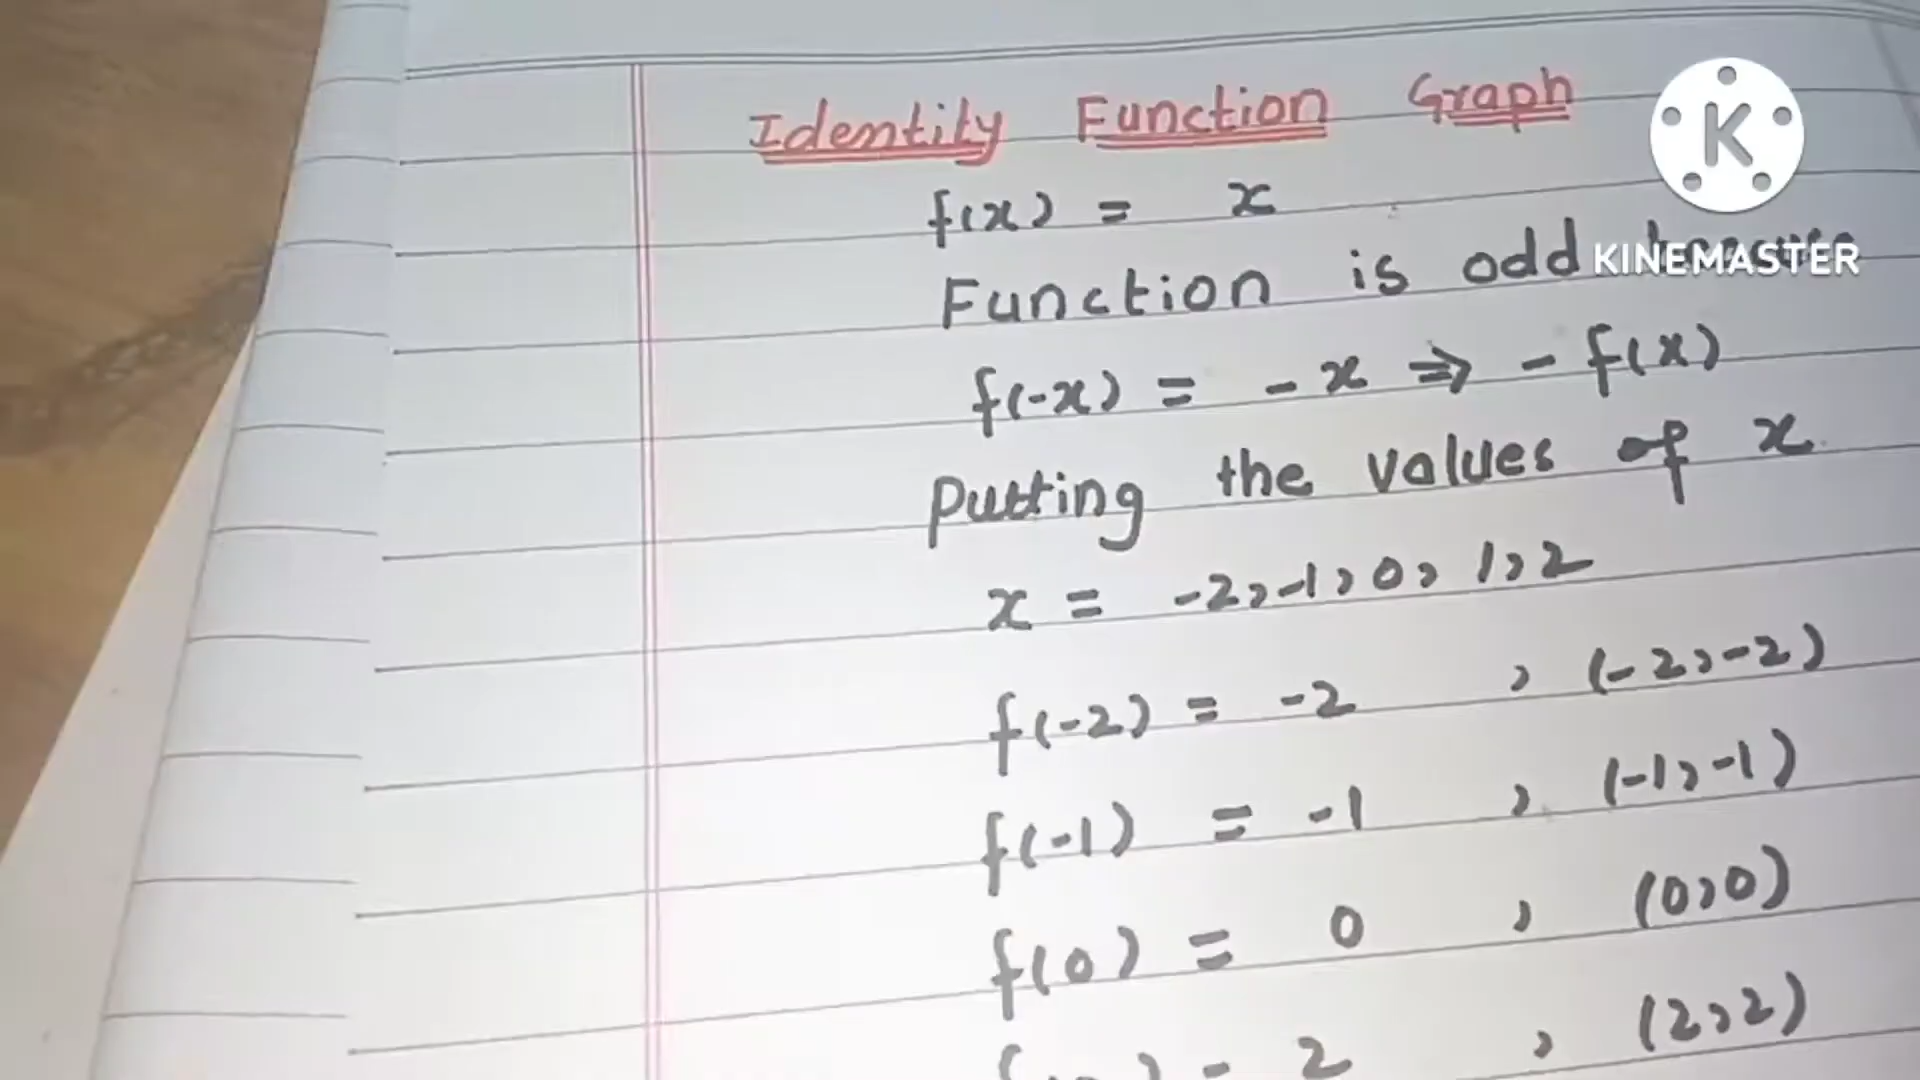 Identity Function Graph
f(x) = x
Function is odd
KINEMASTER
f(-x) = -x ⇒ -f(x)
Putting the values of x
x = -2, -1, 0, 1, 2
f(-2) = -2 , (-2, -2)
f(-1) = -1 , (-1, -1)
f(0) = 0 , (0, 0)
= 2 , (2, 2)